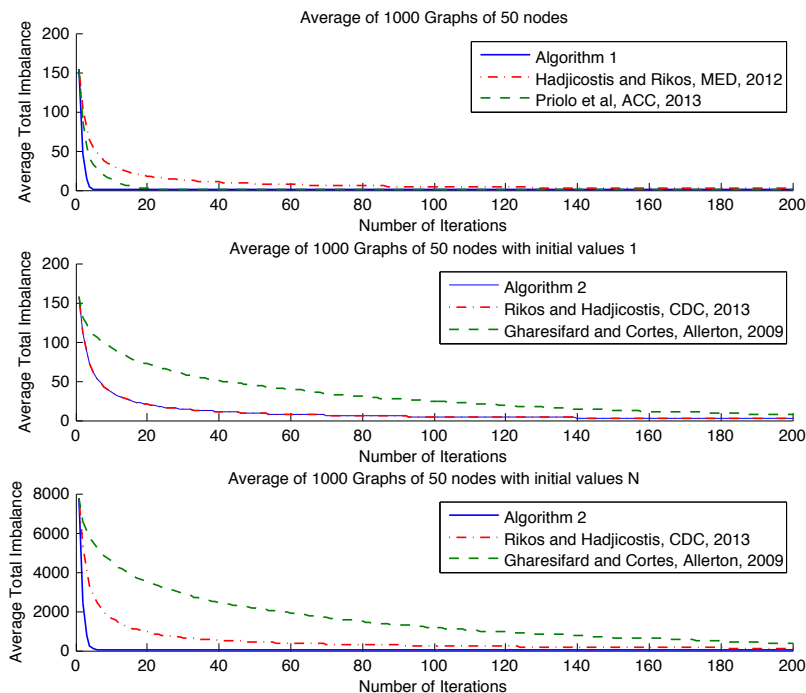 Average of 1000 Graphs of 50 nodes
200
150
100
50
0
Average Total Imbalance
Algorithm 1
Hadjicostis and Rikos, MED, 2012
Priolo et al, ACC, 2013
0 20 40 60 80 100 120 140 160 180 200
Number of Iterations
Average of 1000 Graphs of 50 nodes with initial values 1
200
150
100
50
0
Average Total Imbalance
Algorithm 2
Rikos and Hadjicostis, CDC, 2013
Gharesifard and Cortes, Allerton, 2009
0 20 40 60 80 100 120 140 160 180 200
Number of Iterations
Average of 1000 Graphs of 50 nodes with initial values N
8000
6000
4000
2000
0
Average Total Imbalance
Algorithm 2
Rikos and Hadjicostis, CDC, 2013
Gharesifard and Cortes, Allerton, 2009
0 20 40 60 80 100 120 140 160 180 200
Number of Iterations